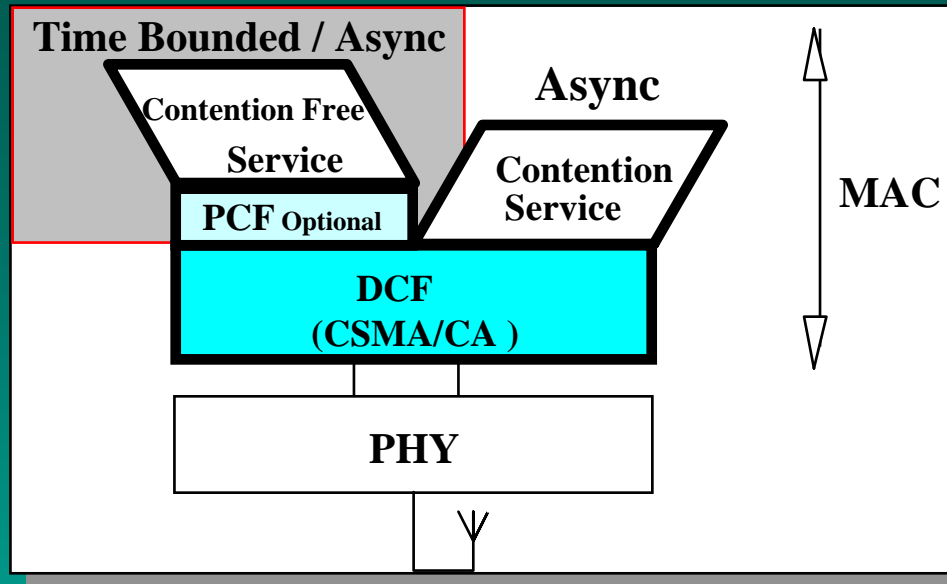 Time Bounded / Async
Contention Free
Service
PCF Optional
Async
Contention
Service
MAC
DCF
(CSMA/CA )
PHY